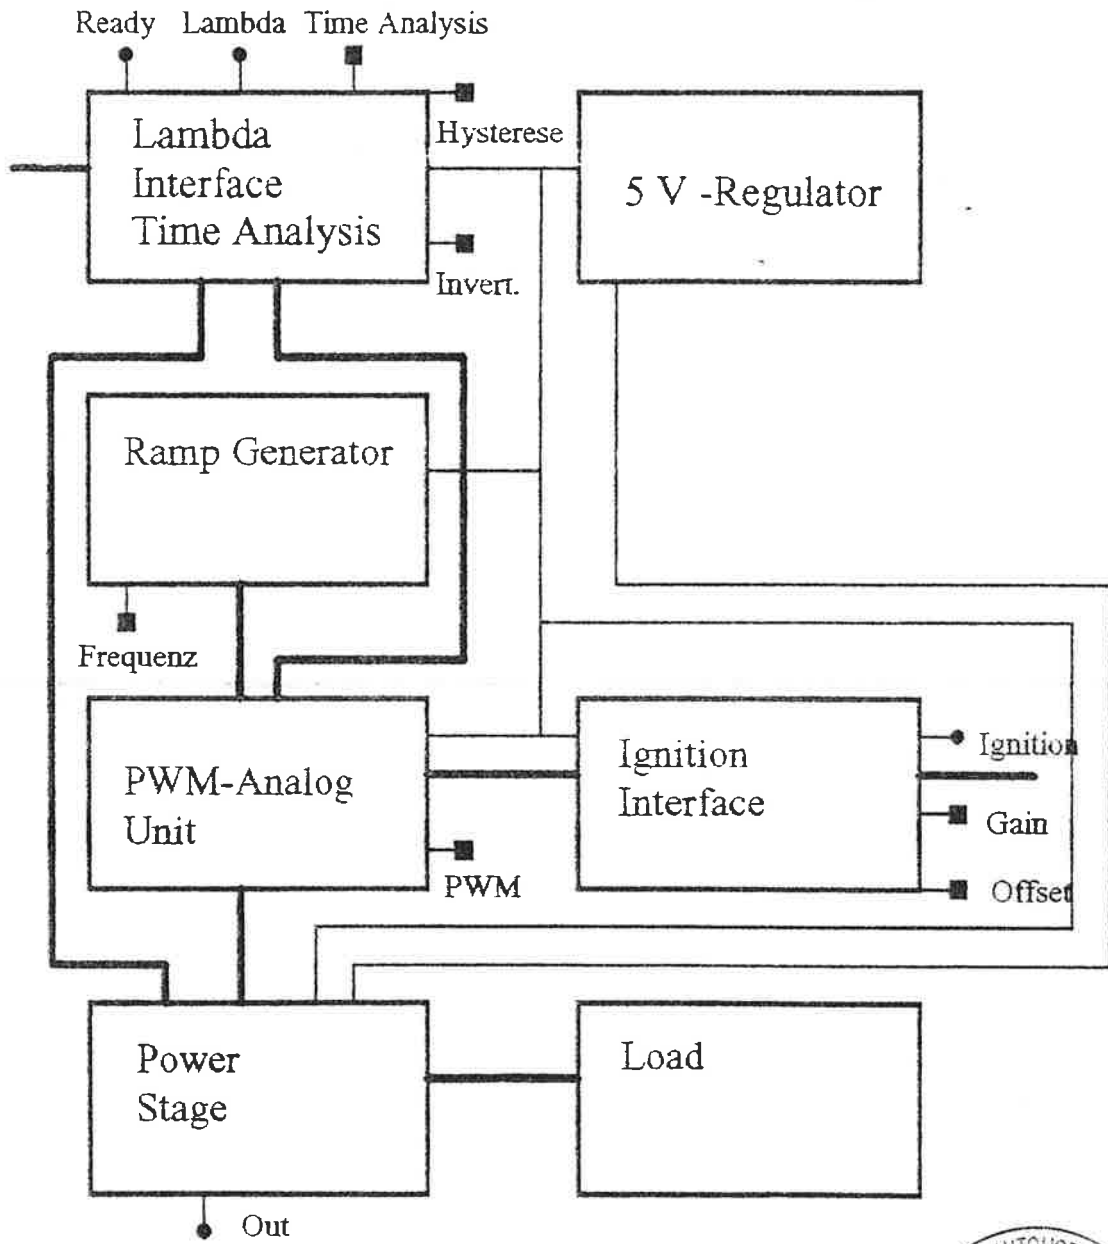 Ready Lambda Time Analysis
Lambda
Interface
Time Analysis
Hysterese
Invert.
5 V -Regulator
Ramp Generator
Frequenz
PWM-Analog
Unit
PWM
Ignition
Interface
Ignition
Gain
Offset
Power
Stage
Out
Load